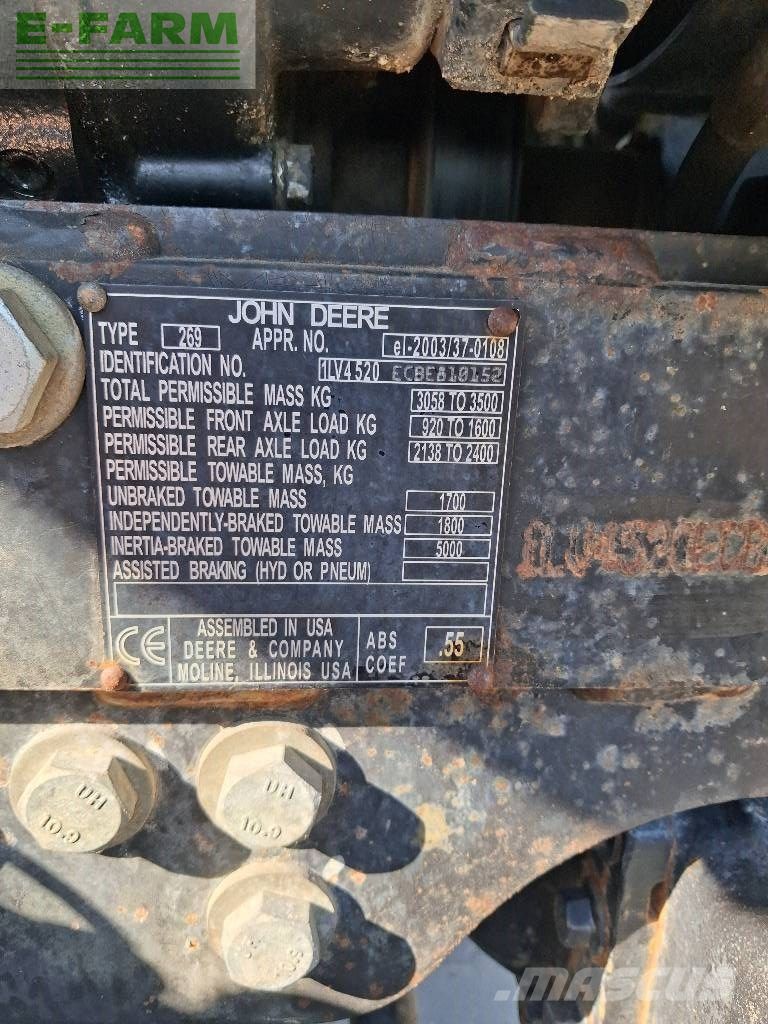 E-FARM
JOHN DEERE
TYPE 269 APPR. NO. e1-2003/37-0108
IDENTIFICATION NO. 1LV4520 ECBE810152
TOTAL PERMISSIBLE MASS KG 3058 TO 3500
PERMISSIBLE FRONT AXLE LOAD KG 920 TO 1600
PERMISSIBLE REAR AXLE LOAD KG 2138 TO 2400
PERMISSIBLE TOWABLE MASS, KG
UNBRAKED TOWABLE MASS 1700
INDEPENDENTLY-BRAKED TOWABLE MASS 1800
INERTIA-BRAKED TOWABLE MASS 5000
ASSISTED BRAKING (HYD OR PNEUM)
CE ASSEMBLED IN USA
DEERE & COMPANY
MOLINE, ILLINOIS USA
ABS
COEF .55
10.9
10.9
MASCUS